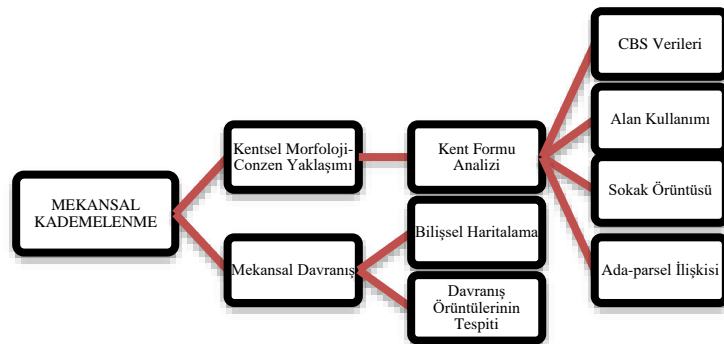 MEKANSAL
KADEMELENME
Kentsel Morfoloji-
Conzen Yaklaşımı
Mekansal Davranış
Kent Formu
Analizi
Bilişsel Haritalama
Davranış
Örüntülerinin
Tespiti
CBS Verileri
Alan Kullanımı
Sokak Örüntüsü
Ada-parsel İlişkisi